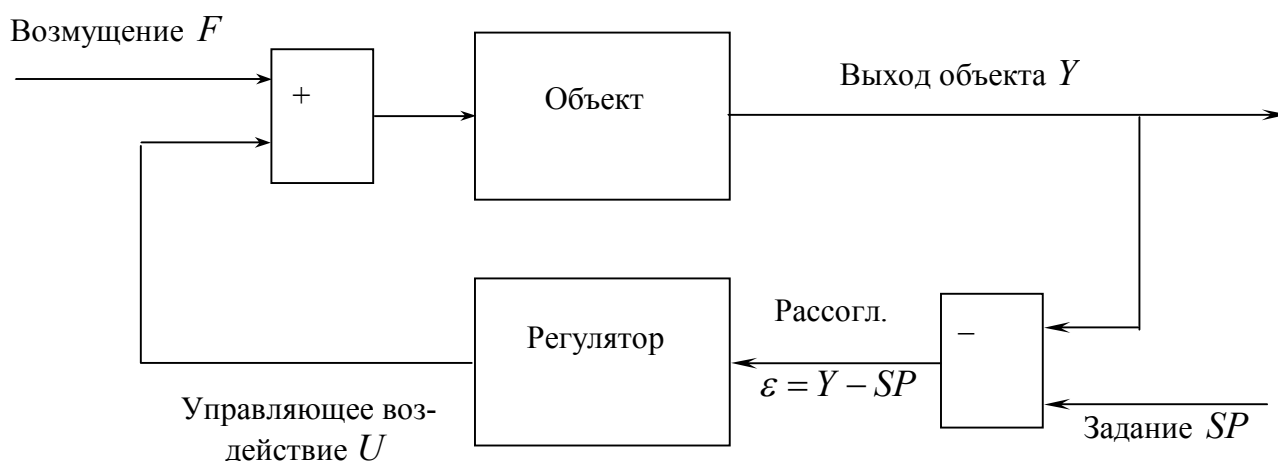 Возмущение F
+
Объект
Выход объекта Y
Регулятор
Рассогл.
ε = Y − SP
−
Управляющее воз-
действие U
Задание SP